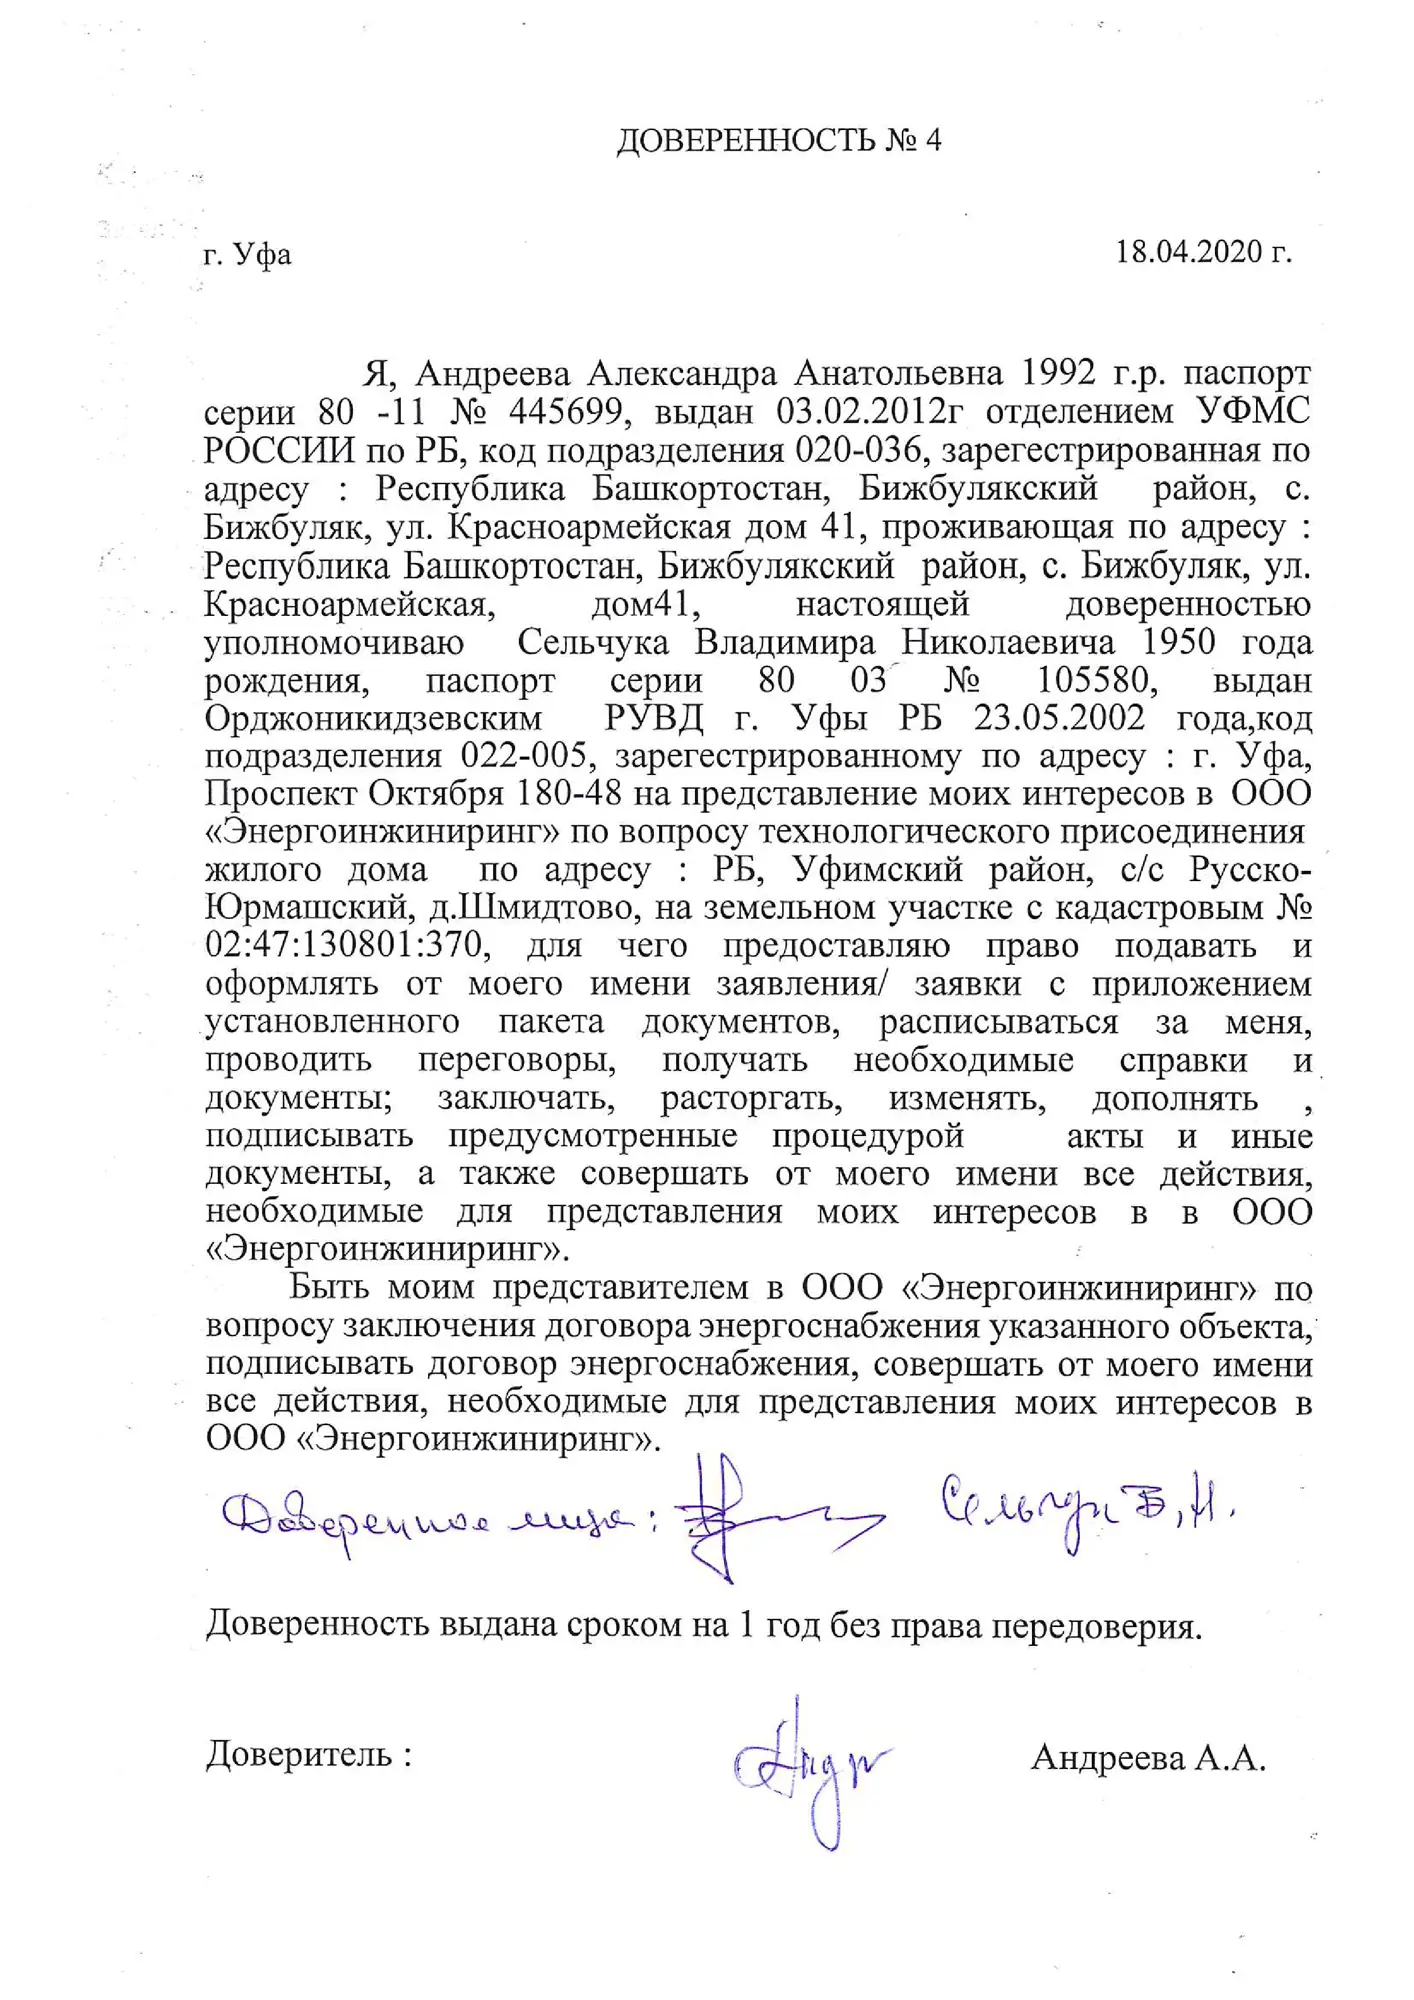 ДОВЕРЕННОСТЬ № 4
г. Уфа 18.04.2020 г.
Я, Андреева Александра Анатольевна 1992 г.р. паспорт
серии 80 -11 № 445699, выдан 03.02.2012г отделением УФМС
РОССИИ по РБ, код подразделения 020-036, зарегестрированная по
адресу : Республика Башкортостан, Бижбулякский район, с.
Бижбуляк, ул. Красноармейская дом 41, проживающая по адресу :
Республика Башкортостан, Бижбулякский район, с. Бижбуляк, ул.
Красноармейская, дом41, настоящей доверенностью
уполномочиваю Сельчука Владимира Николаевича 1950 года
рождения, паспорт серии 80 03 № 105580, выдан
Орджоникидзевским РУВД г. Уфы РБ 23.05.2002 года,код
подразделения 022-005, зарегестрированному по адресу : г. Уфа,
Проспект Октября 180-48 на представление моих интересов в ООО
«Энергоинжиниринг» по вопросу технологического присоединения
жилого дома по адресу : РБ, Уфимский район, с/с Русско-
Юрмашский, д.Шмидтово, на земельном участке с кадастровым №
02:47:130801:370, для чего предоставляю право подавать и
оформлять от моего имени заявления/ заявки с приложением
установленного пакета документов, расписываться за меня,
проводить переговоры, получать необходимые справки и
документы; заключать, расторгать, изменять, дополнять ,
подписывать предусмотренные процедурой акты и иные
документы, а также совершать от моего имени все действия,
необходимые для представления моих интересов в в ООО
«Энергоинжиниринг».
Быть моим представителем в ООО «Энергоинжиниринг» по
вопросу заключения договора энергоснабжения указанного объекта,
подписывать договор энергоснабжения, совершать от моего имени
все действия, необходимые для представления моих интересов в
ООО «Энергоинжиниринг».
Доверенное лицо: Сельчук В,Н.
Доверенность выдана сроком на 1 год без права передоверия.
Доверитель : Андр Андреева А.А.